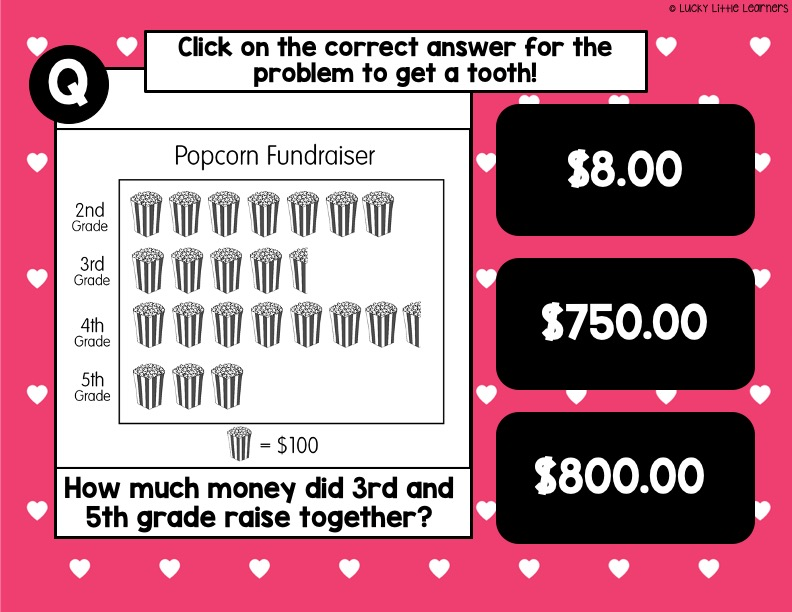 © Lucky Little Learners
Click on the correct answer for the
problem to get a tooth!
Q
Popcorn Fundraiser
2nd
Grade
3rd
Grade
4th
Grade
5th
Grade
= $100
How much money did 3rd and
5th grade raise together?
$8.00
$750.00
$800.00